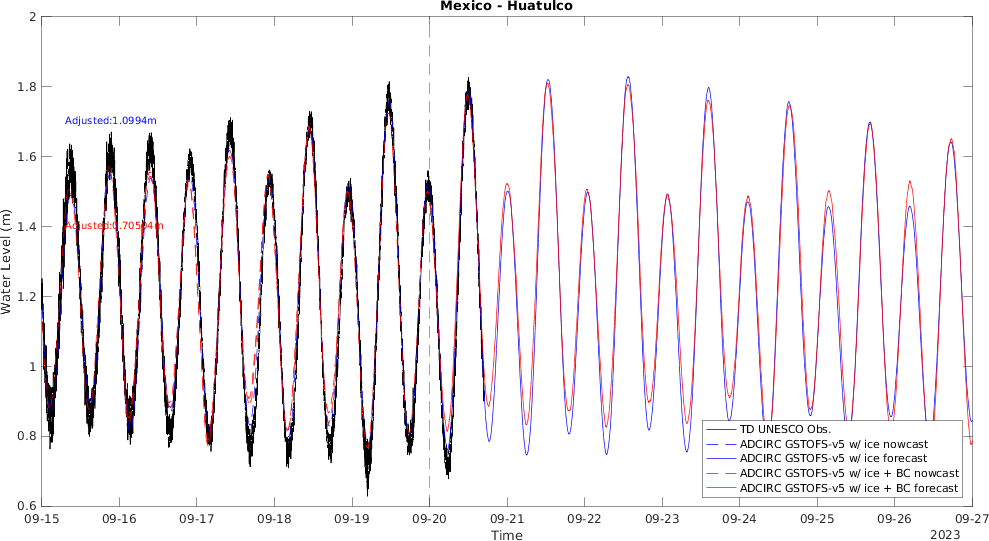 Mexico - Huatulco
2
1.8
1.6
1.4
1.2
1
0.8
0.6
Water Level (m)
Adjusted:1.0994m
Adjusted:0.70594m
TD UNESCO Obs.
ADCIRC GSTOFS-v5 w/ ice nowcast
ADCIRC GSTOFS-v5 w/ ice forecast
ADCIRC GSTOFS-v5 w/ ice + BC nowcast
ADCIRC GSTOFS-v5 w/ ice + BC forecast
09-15 09-16 09-17 09-18 09-19 09-20 09-21 09-22 09-23 09-24 09-25 09-26 09-27
Time
2023